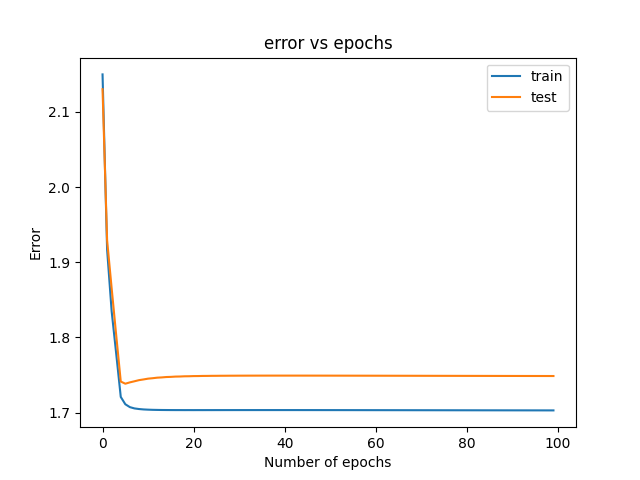 error vs epochs
train
test
2.1
2.0
1.9
1.8
1.7
Error
0 20 40 60 80 100
Number of epochs